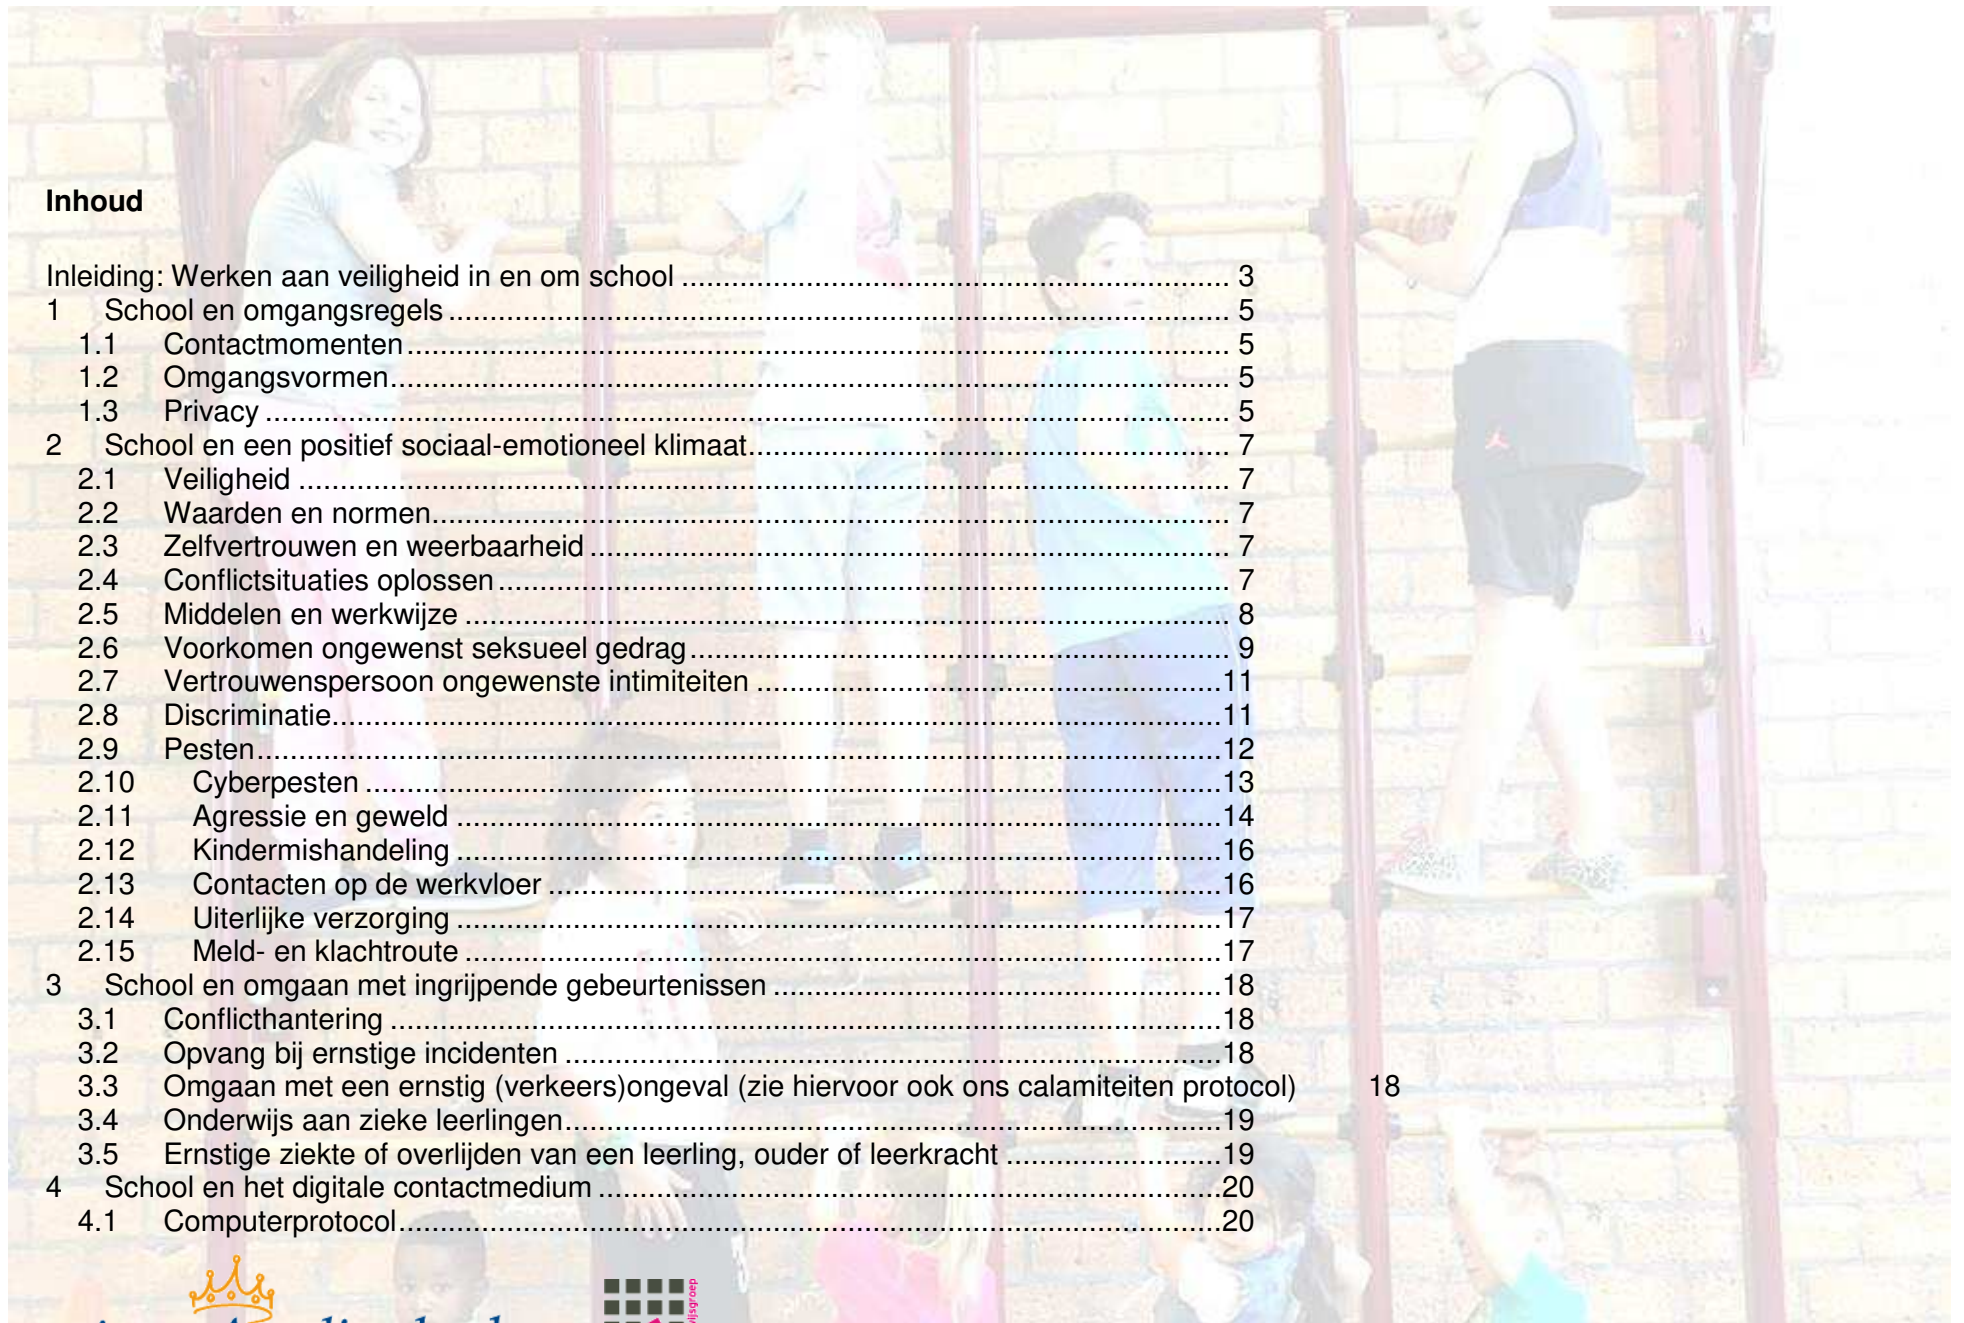 Inhoud
Inleiding: Werken aan veiligheid in en om school .......... 3
1 School en omgangsregels .......... 5
1.1 Contactmomenten .......... 5
1.2 Omgangsvormen .......... 5
1.3 Privacy .......... 5
2 School en een positief sociaal-emotioneel klimaat .......... 7
2.1 Veiligheid .......... 7
2.2 Waarden en normen .......... 7
2.3 Zelfvertrouwen en weerbaarheid .......... 7
2.4 Conflictsituaties oplossen .......... 7
2.5 Middelen en werkwijze .......... 8
2.6 Voorkomen ongewenst seksueel gedrag .......... 9
2.7 Vertrouwenspersoon ongewenste intimiteiten .......... 11
2.8 Discriminatie .......... 11
2.9 Pesten .......... 12
2.10 Cyberpesten .......... 13
2.11 Agressie en geweld .......... 14
2.12 Kindermishandeling .......... 16
2.13 Contacten op de werkvloer .......... 16
2.14 Uiterlijke verzorging .......... 17
2.15 Meld- en klachtroute .......... 17
3 School en omgaan met ingrijpende gebeurtenissen .......... 18
3.1 Conflicthantering .......... 18
3.2 Opvang bij ernstige incidenten .......... 18
3.3 Omgaan met een ernstig (verkeers)ongeval (zie hiervoor ook ons calamiteiten protocol) 18
3.4 Onderwijs aan zieke leerlingen .......... 19
3.5 Ernstige ziekte of overlijden van een leerling, ouder of leerkracht .......... 19
4 School en het digitale contactmedium .......... 20
4.1 Computerprotocol .......... 20